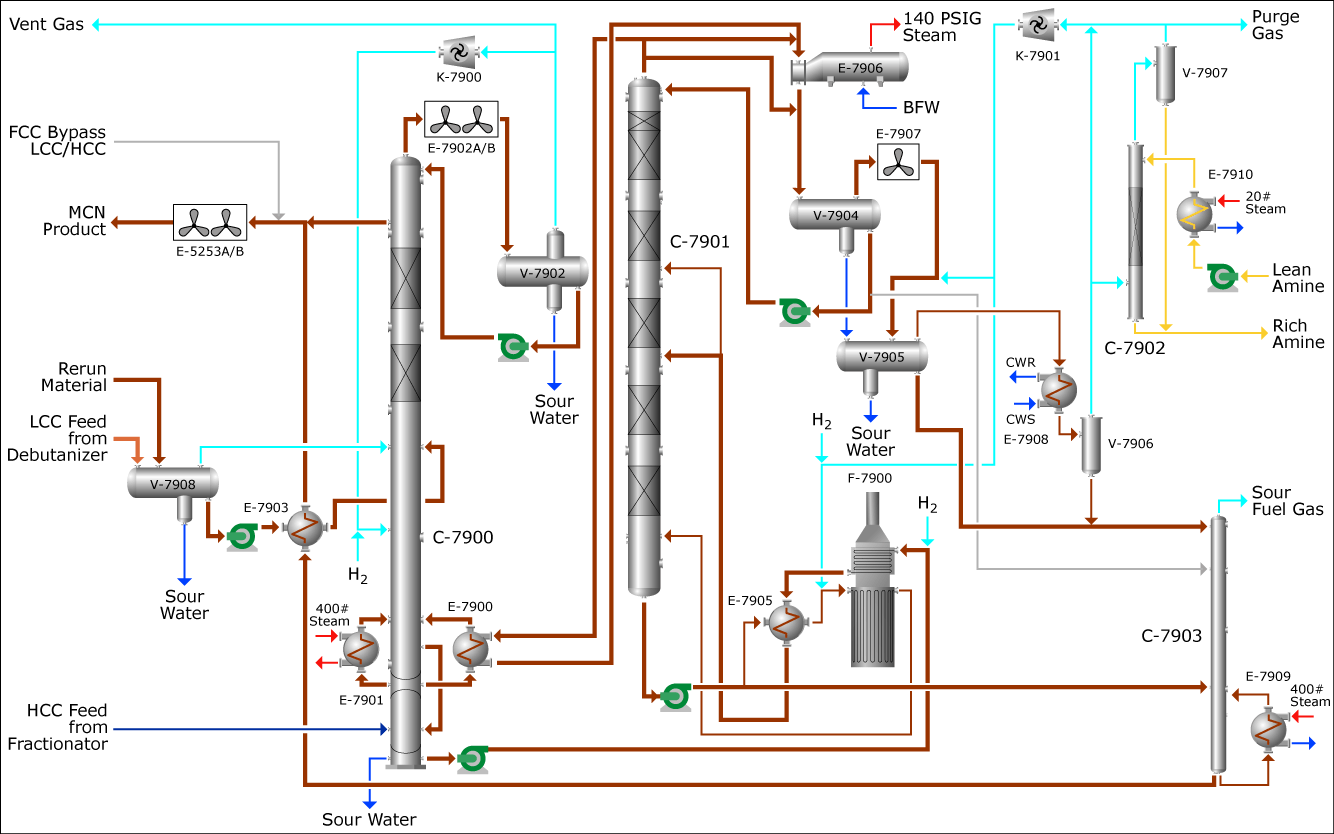 Vent Gas
K-7900
140 PSIG
Steam
K-7901
Purge
Gas
E-7906
V-7907
BFW
FCC Bypass
LCC/HCC
E-7902A/B
E-7907
E-7910
20#
Steam
MCN
Product
E-5253A/B
V-7904
C-7901
V-7902
Lean
Amine
Rich
Amine
C-7902
V-7905
CWR
CWS
E-7908
Rerun
Material
Sour
Water
LCC Feed
from
Debutanizer
H2
Sour
Water
V-7906
V-7908
F-7900
E-7903
H2
Sour
Fuel Gas
C-7900
H2
Sour
Water
400#
Steam
E-7900
E-7905
C-7903
E-7901
E-7909
400#
Steam
HCC Feed
from
Fractionator
Sour Water